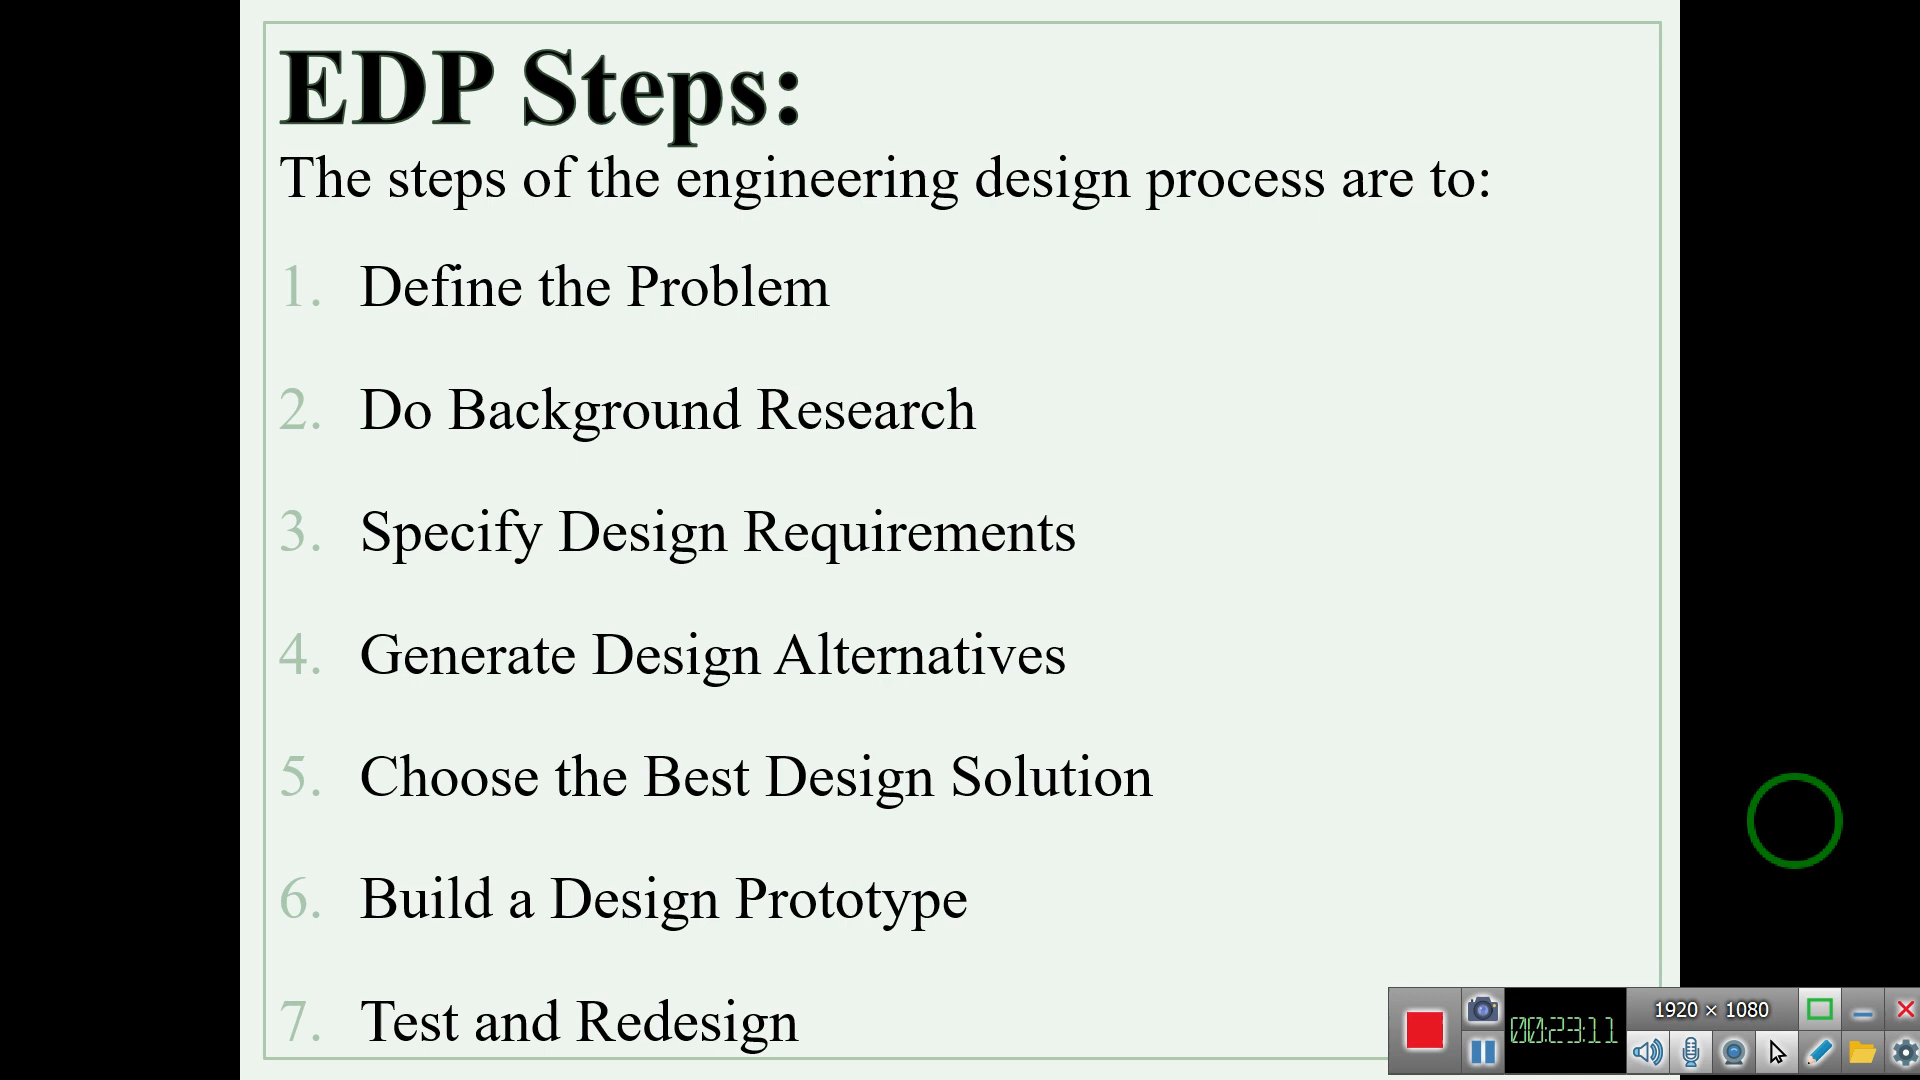 EDP Steps:
The steps of the engineering design process are to:
1. Define the Problem
2. Do Background Research
3. Specify Design Requirements
4. Generate Design Alternatives
5. Choose the Best Design Solution
6. Build a Design Prototype
7. Test and Redesign
1920 × 1080
00:23:11